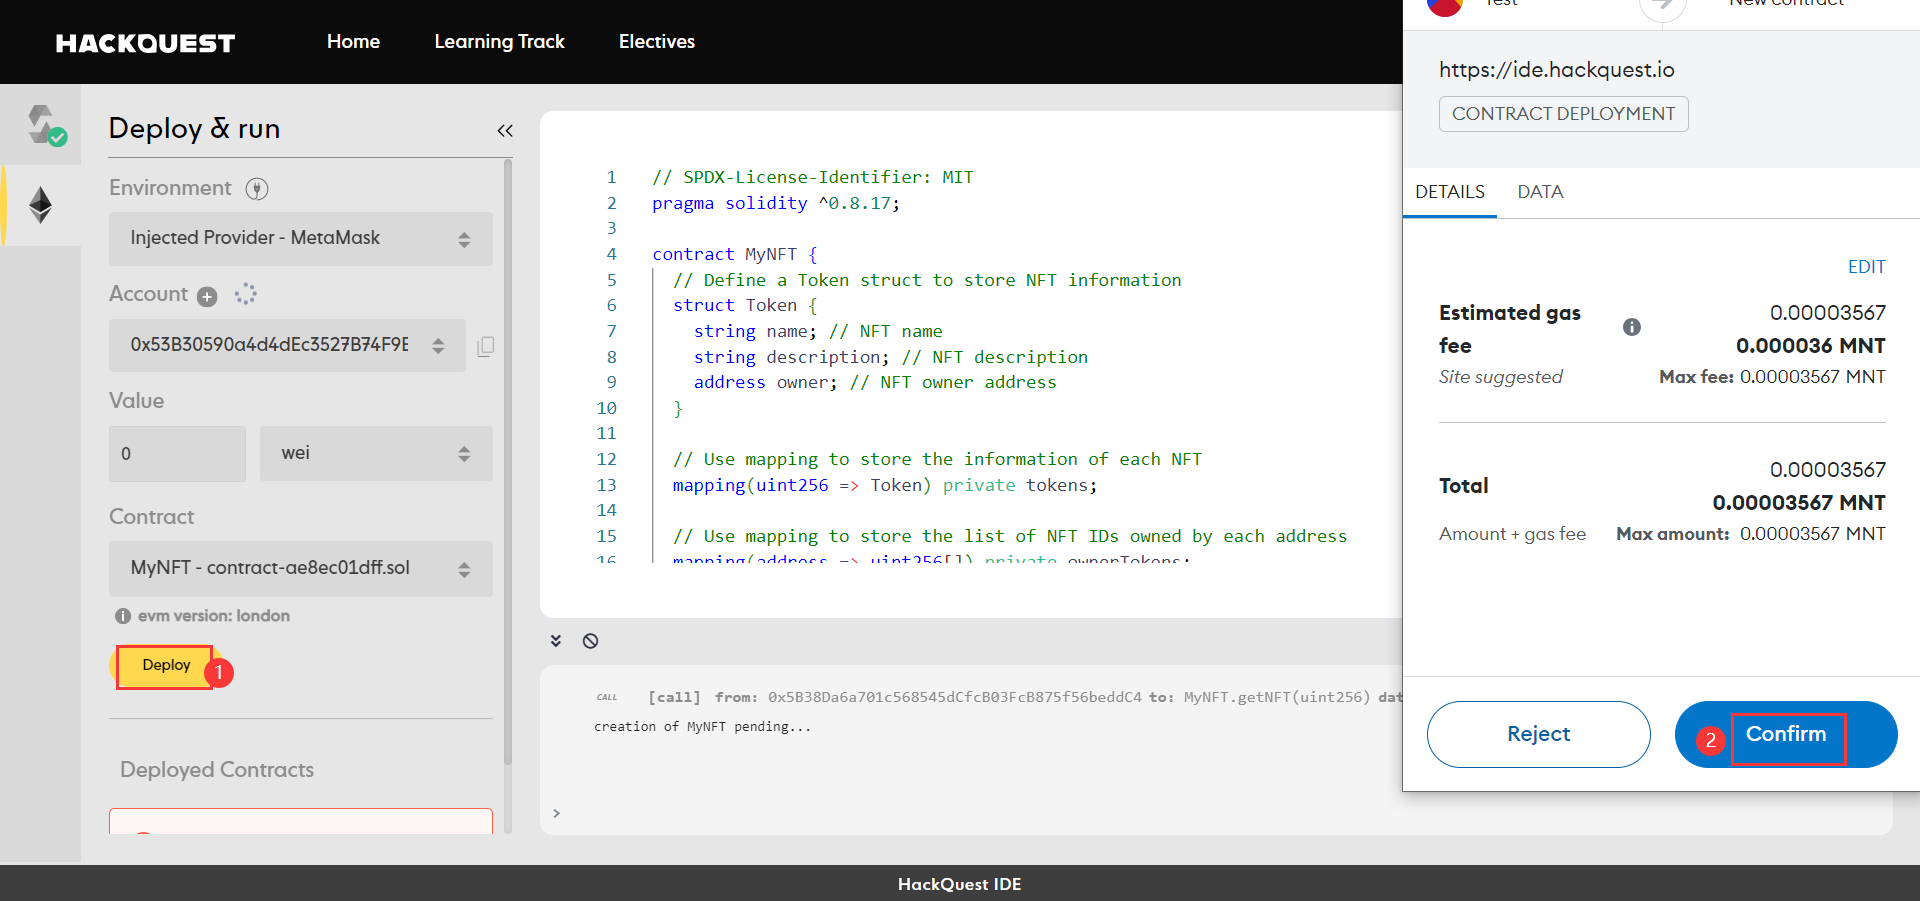 HACKQUEST
Home
Learning Track
Electives
Deploy & run
Environment
Injected Provider - MetaMask
Account
0x53B30590a4d4dEc3527B74F9E
Value
0
wei
Contract
MyNFT - contract-ae8ec01dff.sol
evm version: london
Deploy
1
Deployed Contracts
1 // SPDX-License-Identifier: MIT
2 pragma solidity ^0.8.17;
3
4 contract MyNFT {
5 // Define a Token struct to store NFT information
6 struct Token {
7 string name; // NFT name
8 string description; // NFT description
9 address owner; // NFT owner address
10 }
11
12 // Use mapping to store the information of each NFT
13 mapping(uint256 => Token) private tokens;
14
15 // Use mapping to store the list of NFT IDs owned by each address
16 mapping(address => uint256[]) private ownerTokens;
CALL [call] from: 0x5B38Da6a701c568545dCfcB03FcB875f56beddC4 to: MyNFT.getNFT(uint256) dat
creation of MyNFT pending...
>
Test
New contract
https://ide.hackquest.io
CONTRACT DEPLOYMENT
DETAILS
DATA
EDIT
Estimated gas fee
0.00003567
0.000036 MNT
Site suggested
Max fee: 0.00003567 MNT
Total
0.00003567
0.00003567 MNT
Amount + gas fee
Max amount: 0.00003567 MNT
Reject
2
Confirm
HackQuest IDE